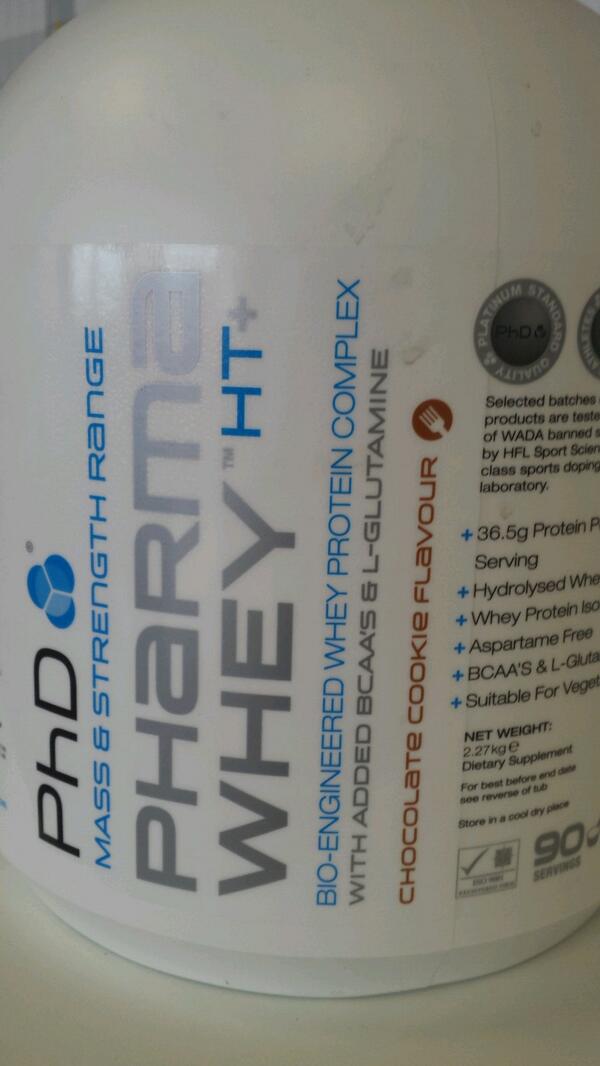 PhD
MASS & STRENGTH RANGE
PHARMA
WHEY™ HT+
BIO-ENGINEERED WHEY PROTEIN COMPLEX
WITH ADDED BCAA'S & L-GLUTAMINE
CHOCOLATE COOKIE FLAVOUR
PLATINUM STANDARD QUALITY
PhD
Selected batches
products are teste
of WADA banned s
by HFL Sport Scien
class sports doping
laboratory.
+ 36.5g Protein P
Serving
+ Hydrolysed Whe
+ Whey Protein Iso
+ Aspartame Free
+ BCAA'S & L-Gluta
+ Suitable For Veget
NET WEIGHT:
2.27kg e
Dietary Supplement
For best before end date
see reverse of tub
Store in a cool dry place
90
SERVINGS